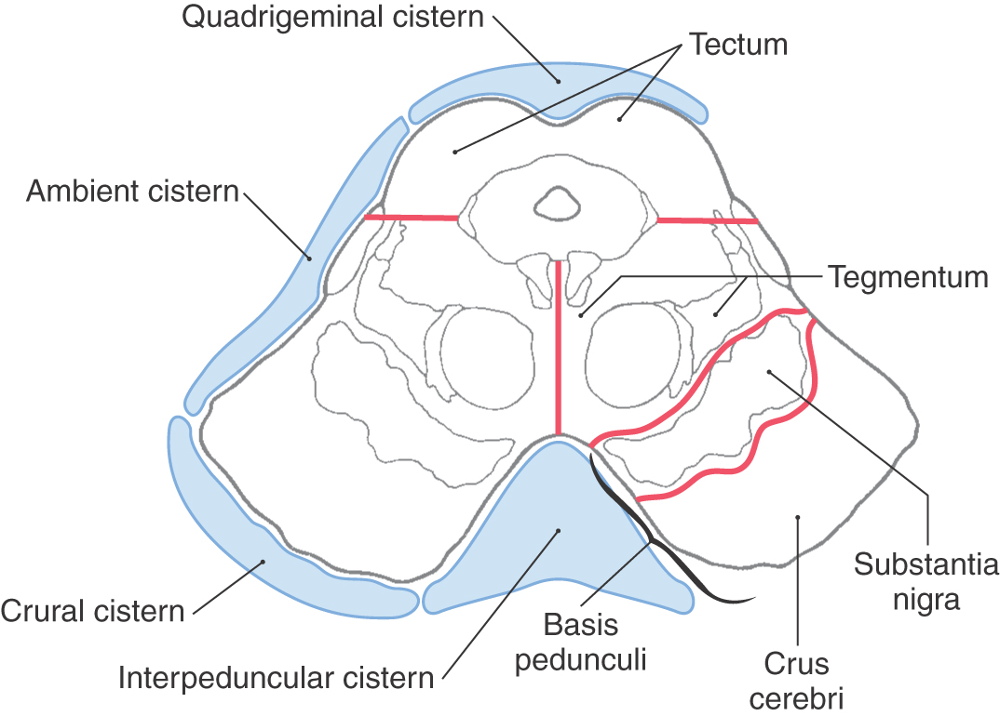 Quadrigeminal cistern
Tectum
Ambient cistern
Tegmentum
Substantia
nigra
Crural cistern
Basis
pedunculi
Interpeduncular cistern
Crus
cerebri